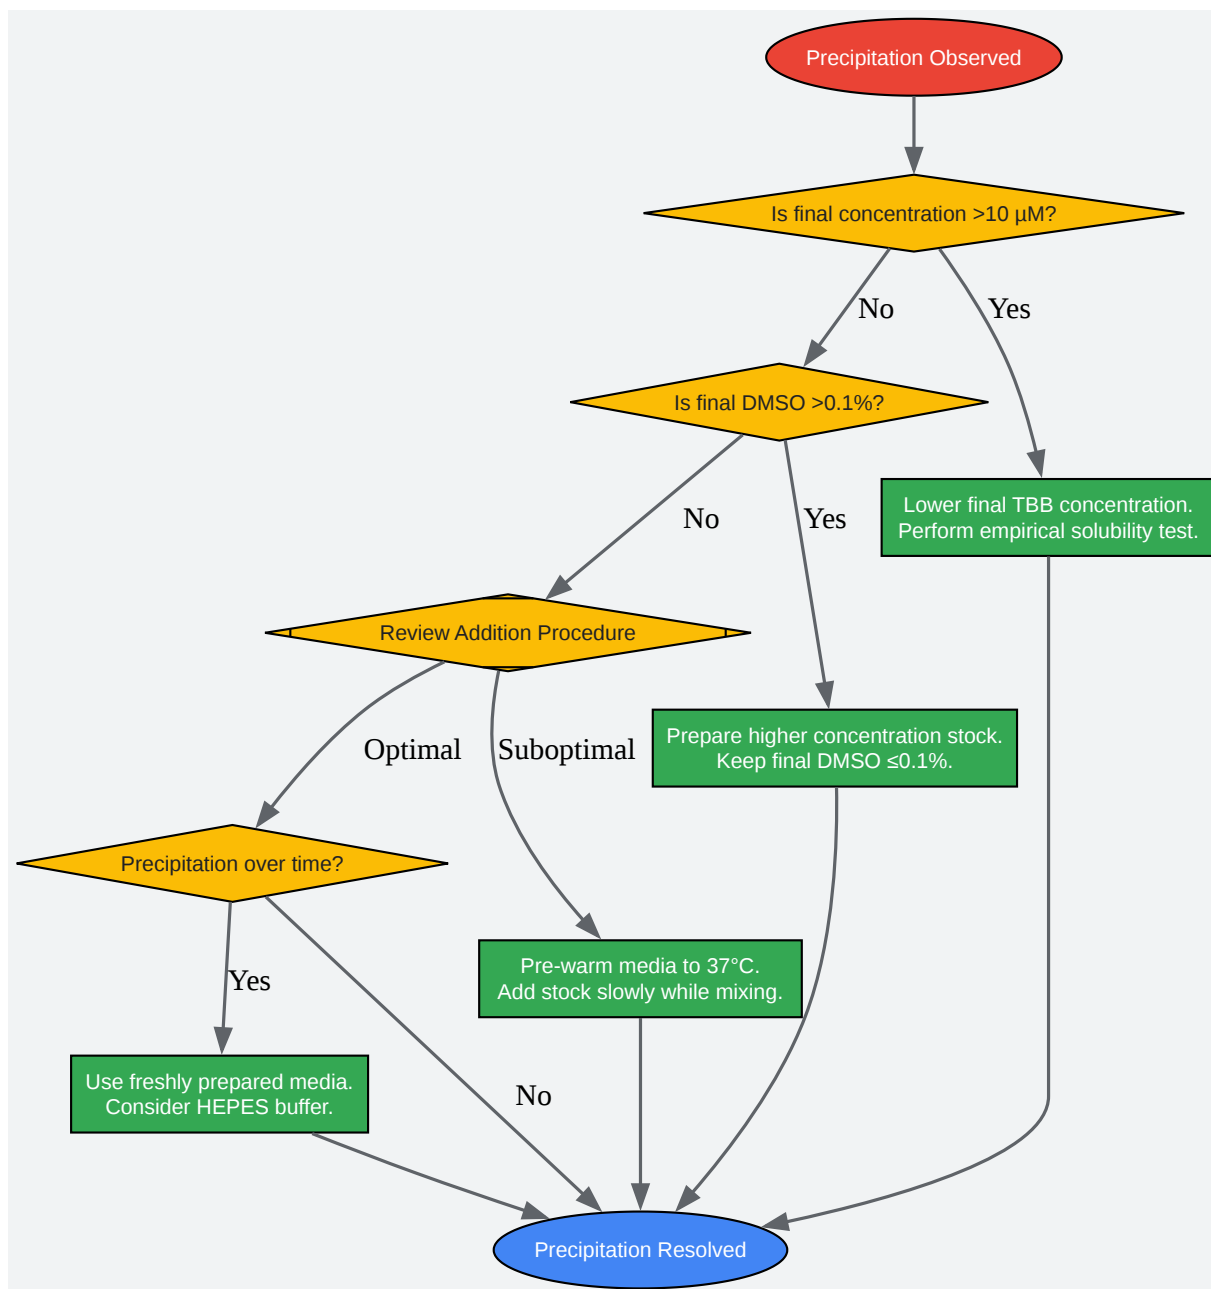 Precipitation Observed
Is final concentration >10 µM?
No
Yes
Is final DMSO >0.1%?
Lower final TBB concentration.
Perform empirical solubility test.
No
Yes
Review Addition Procedure
Prepare higher concentration stock.
Keep final DMSO ≤0.1%.
Optimal
Suboptimal
Precipitation over time?
Pre-warm media to 37°C.
Add stock slowly while mixing.
Yes
Use freshly prepared media.
Consider HEPES buffer.
No
Precipitation Resolved